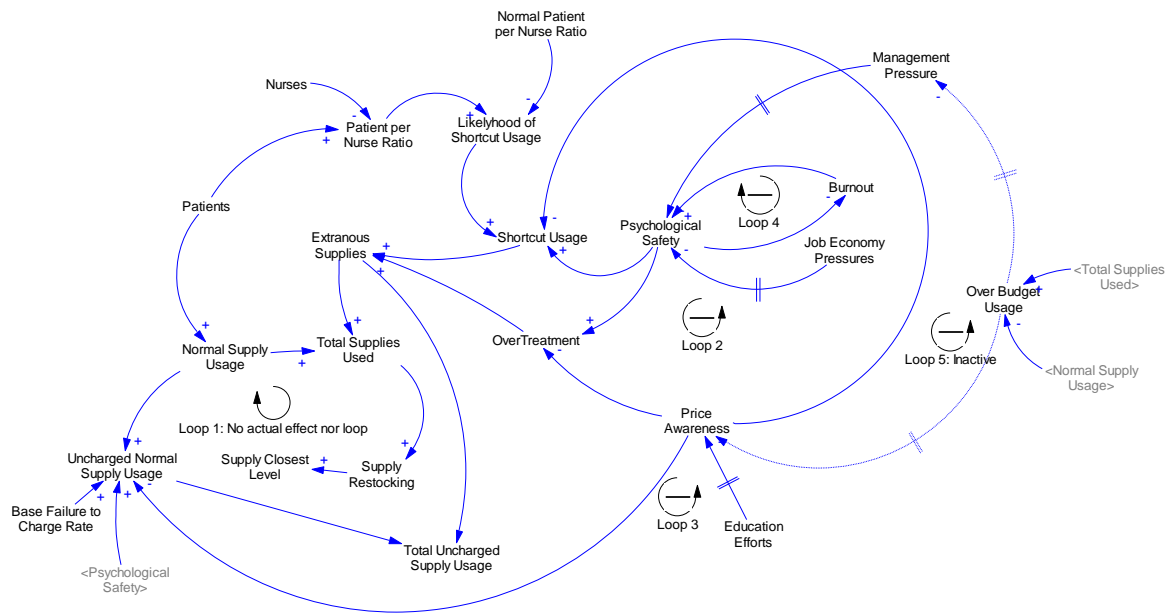 Normal Patient
per Nurse Ratio
Management
Pressure
Nurses
Patient per
Nurse Ratio
Likelyhood of
Shortcut Usage
Patients
Burnout
Loop 4
Psychological
Safety
Shortcut Usage
Extranous
Supplies
Job Economy
Pressures
<Total Supplies
Used>
Over Budget
Usage
Loop 2
Loop 5: Inactive
OverTreatment
Normal Supply
Usage
Total Supplies
Used
<Normal Supply
Usage>
Loop 1: No actual effect nor loop
Price
Awareness
Uncharged Normal
Supply Usage
Supply Closest
Level
Supply
Restocking
Base Failure to
Charge Rate
Loop 3
Education
Efforts
Total Uncharged
Supply Usage
<Psychological
Safety>